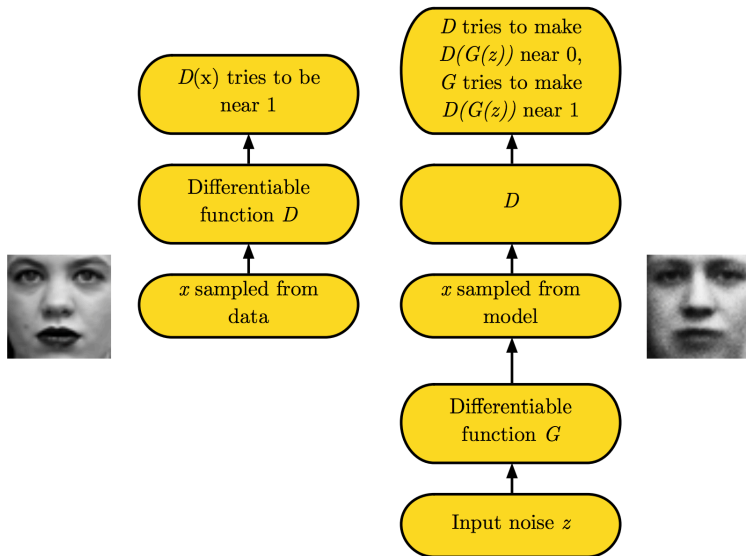 D(x) tries to be
near 1
Differentiable
function D
x sampled from
data
D tries to make
D(G(z)) near 0,
G tries to make
D(G(z)) near 1
D
x sampled from
model
Differentiable
function G
Input noise z